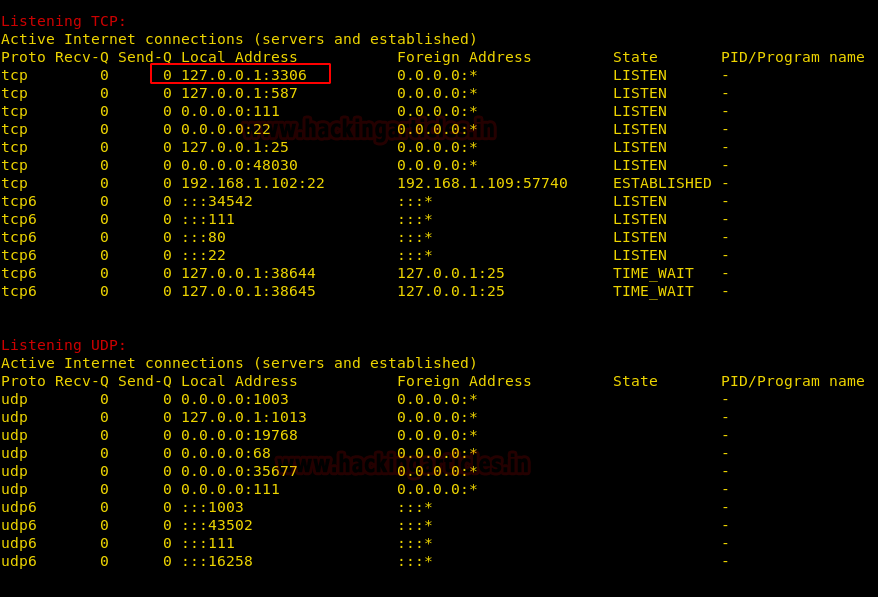 Listening TCP:
Active Internet connections (servers and established)
Proto Recv-Q Send-Q Local Address Foreign Address State PID/Program name
tcp 0 0 127.0.0.1:3306 0.0.0.0:* LISTEN -
tcp 0 0 127.0.0.1:587 0.0.0.0:* LISTEN -
tcp 0 0 0.0.0.0:111 0.0.0.0:* LISTEN -
tcp 0 0 0.0.0.0:22 0.0.0.0:* LISTEN -
tcp 0 0 127.0.0.1:25 0.0.0.0:* LISTEN -
tcp 0 0 0.0.0.0:48030 0.0.0.0:* LISTEN -
tcp 0 0 192.168.1.102:22 192.168.1.109:57740 ESTABLISHED -
tcp6 0 0 :::34542 :::* LISTEN -
tcp6 0 0 :::111 :::* LISTEN -
tcp6 0 0 :::80 :::* LISTEN -
tcp6 0 0 :::22 :::* LISTEN -
tcp6 0 0 127.0.0.1:38644 127.0.0.1:25 TIME_WAIT -
tcp6 0 0 127.0.0.1:38645 127.0.0.1:25 TIME_WAIT -
Listening UDP:
Active Internet connections (servers and established)
Proto Recv-Q Send-Q Local Address Foreign Address State PID/Program name
udp 0 0 0.0.0.0:1003 0.0.0.0:* -
udp 0 0 127.0.0.1:1013 0.0.0.0:* -
udp 0 0 0.0.0.0:19768 0.0.0.0:* -
udp 0 0 0.0.0.0:68 0.0.0.0:* -
udp 0 0 0.0.0.0:35677 0.0.0.0:* -
udp 0 0 0.0.0.0:111 0.0.0.0:* -
udp6 0 0 :::1003 :::* -
udp6 0 0 :::43502 :::* -
udp6 0 0 :::111 :::* -
udp6 0 0 :::16258 :::* -